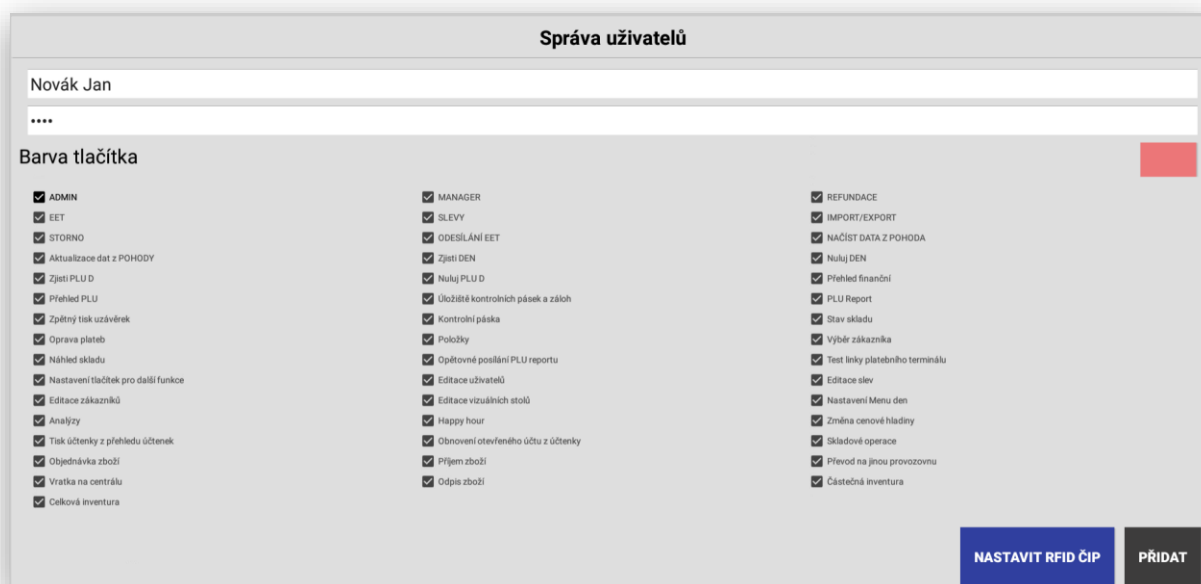 Správa uživatelů
Novák Jan
••••
Barva tlačítka
ADMIN MANAGER REFUNDACE
EET SLEVY IMPORT/EXPORT
STORNO ODESÍLÁNÍ EET NAČÍST DATA Z POHODA
Aktualizace dat z POHODY Zjisti DEN Nuluj DEN
Zjisti PLU D Nuluj PLU D Přehled finanční
Přehled PLU Úložiště kontrolních pásek a záloh PLU Report
Zpětný tisk uzávěrek Kontrolní páska Stav skladu
Oprava plateb Položky Výběr zákazníka
Náhled skladu Opětovné posílání PLU reportu Test linky platebního terminálu
Nastavení tlačítek pro další funkce Editace uživatelů Editace slev
Editace zákazníků Editace vizuálních stolů Nastavení Menu den
Analýzy Happy hour Změna cenové hladiny
Tisk účtenky z přehledu účtenek Obnovení otevřeného účtu z účtenky Skladové operace
Objednávka zboží Příjem zboží Převod na jinou provozovnu
Vratka na centrálu Odpis zboží Částečná inventura
Celková inventura
NASTAVIT RFID ČIP PŘIDAT